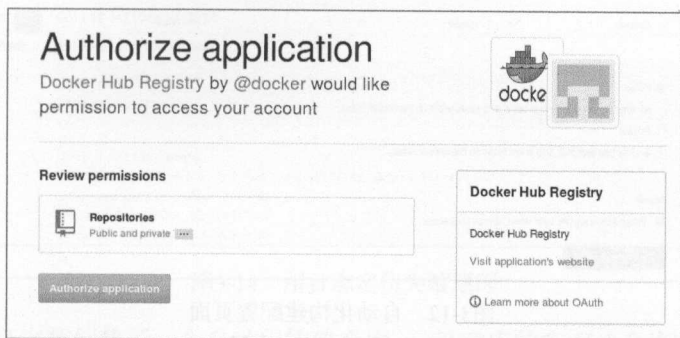 Authorize application
Docker Hub Registry by @docker would like
permission to access your account
docke
Review permissions
Repositories
Public and private ...
Authorize application
Docker Hub Registry
Docker Hub Registry
Visit application's website
Learn more about OAuth